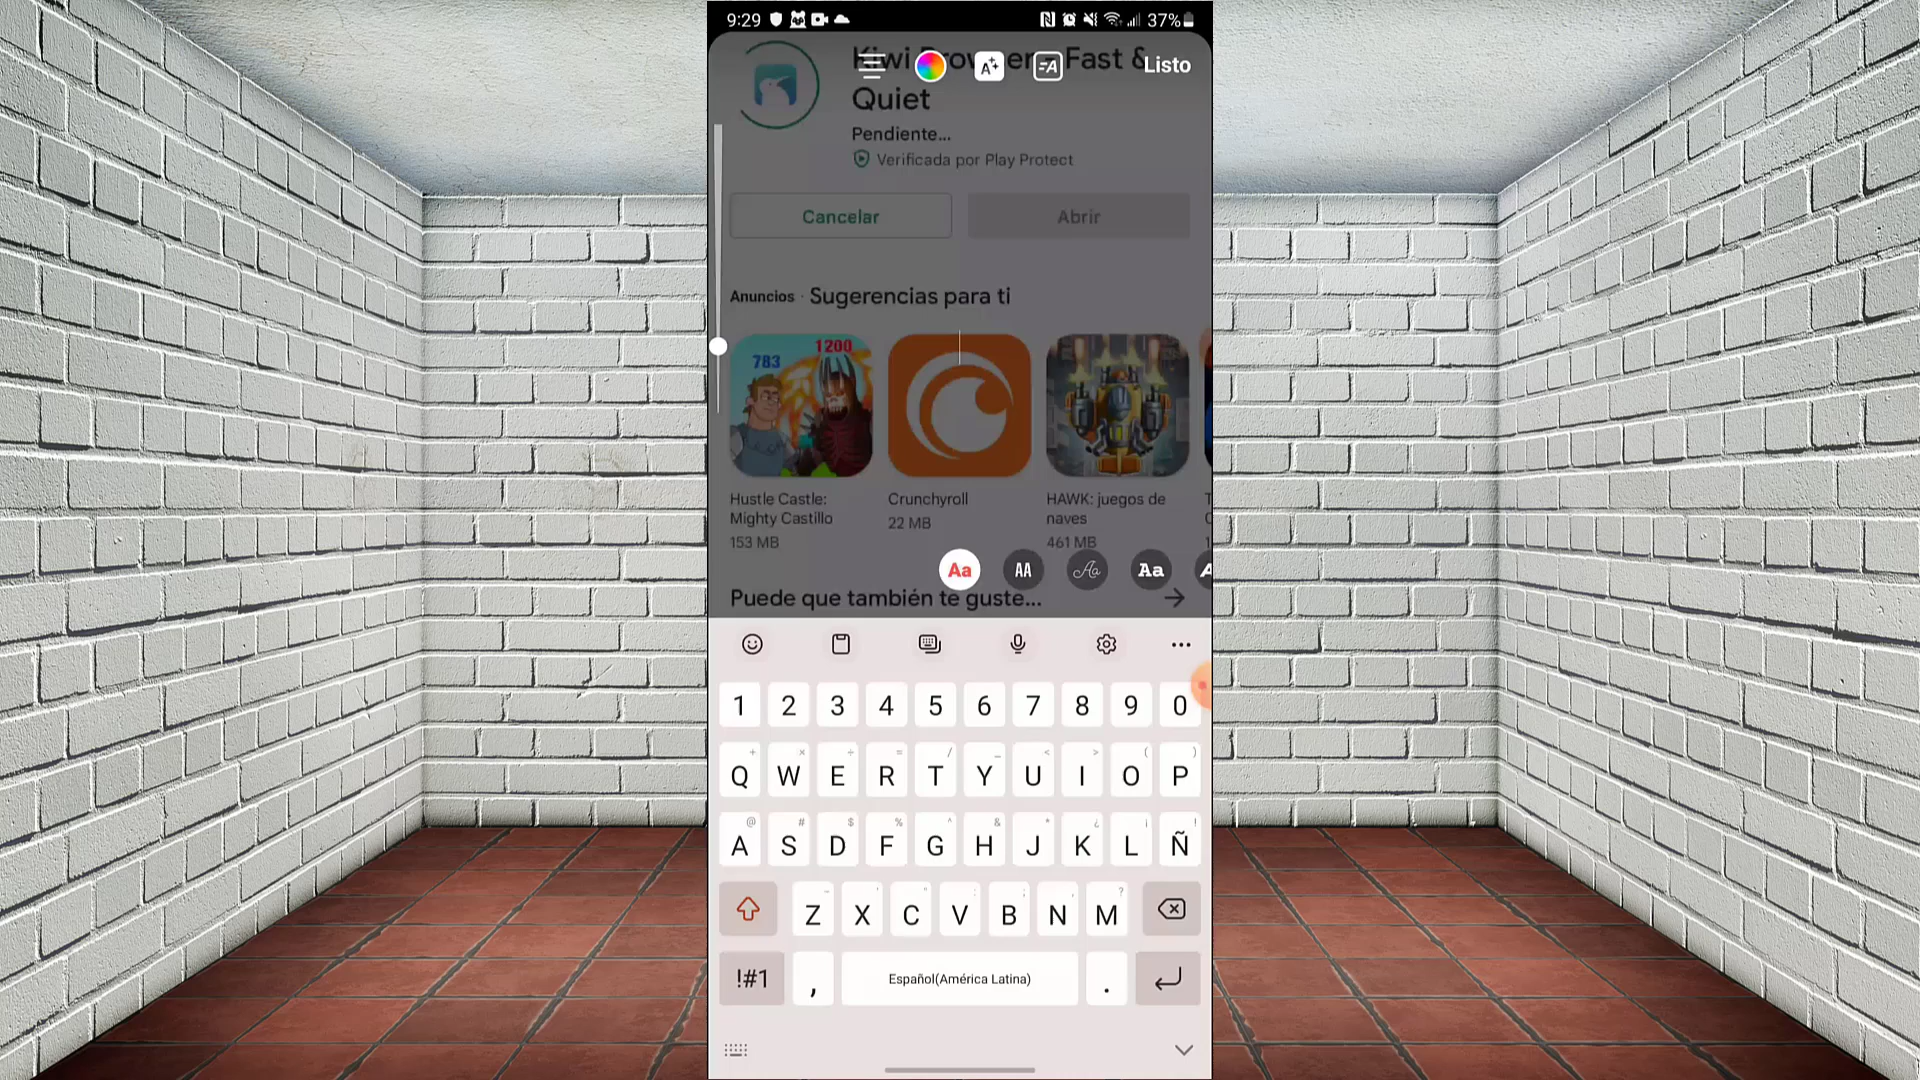 9:29
37%
Kiwi Browser - Fast &
Quiet
Listo
Pendiente...
Verificada por Play Protect
Cancelar
Abrir
Anuncios · Sugerencias para ti
783
1200
Hustle Castle:
Mighty Castillo
153 MB
Crunchyroll
22 MB
HAWK: juegos de
naves
461 MB
Aa
AA
Aa
Aa
Puede que también te guste...
1 2 3 4 5 6 7 8 9 0
Q W E R T Y U I O P
A S D F G H J K L Ñ
Z X C V B N M
!#1 , Español(América Latina) .